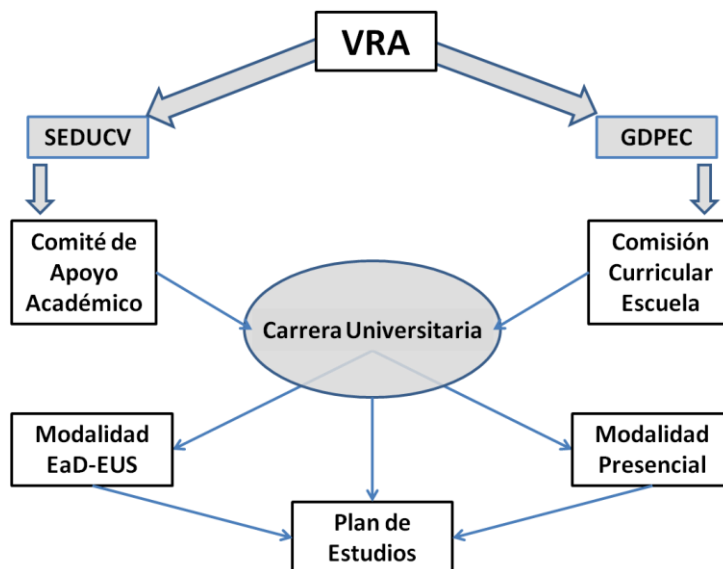 VRA
SEDUCV
GDPEC
Comité de
Apoyo
Académico
Comisión
Curricular
Escuela
Carrera Universitaria
Modalidad
EaD-EUS
Modalidad
Presencial
Plan de
Estudios